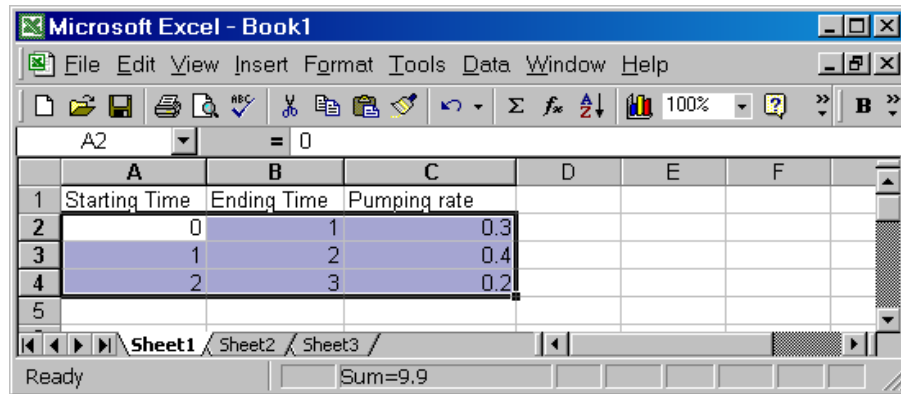 Microsoft Excel - Book1
File Edit View Insert Format Tools Data Window Help
ABC Σ fx A Z 100% ? » B »
A2 = 0
A B C D E F
1 Starting Time Ending Time Pumping rate
2 0 1 0.3
3 1 2 0.4
4 2 3 0.2
5
Sheet1 Sheet2 Sheet3
Ready Sum=9.9